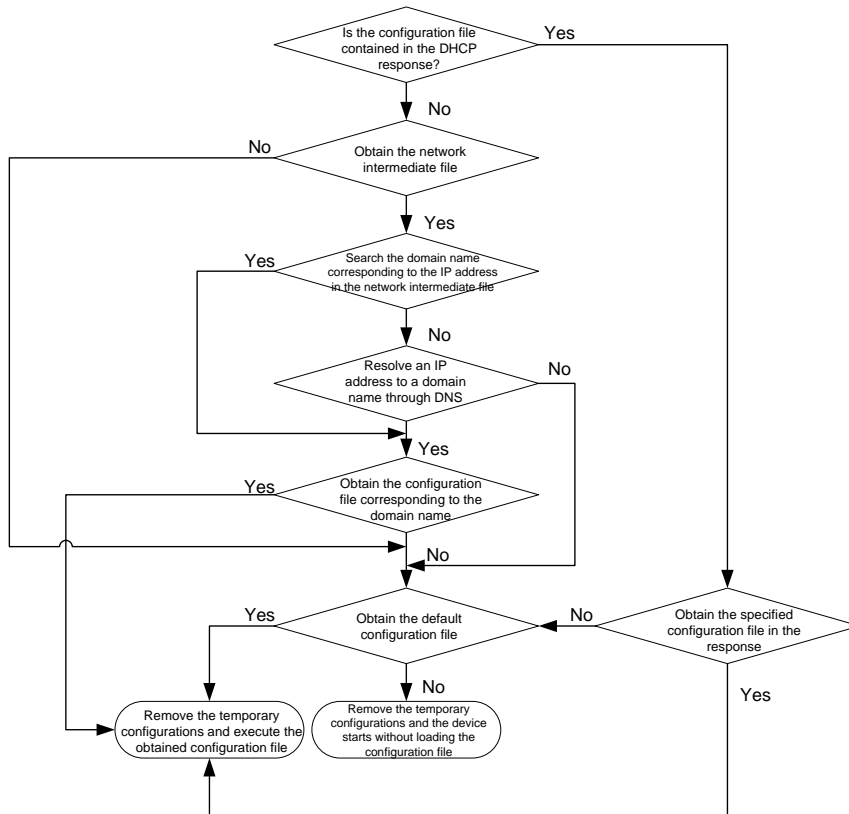 Is the configuration file
contained in the DHCP
response?
Yes
No
No
Obtain the network
intermediate file
Yes
Yes
Search the domain name
corresponding to the IP address
in the network intermediate file
No
Resolve an IP
address to a domain
name through DNS
No
Yes
Yes
Obtain the configuration
file corresponding to the
domain name
No
Yes
Obtain the default
configuration file
No
Obtain the specified
configuration file in the
response
No
Yes
Remove the temporary
configurations and execute the
obtained configuration file
Remove the temporary
configurations and the device
starts without loading the
configuration file
Yes